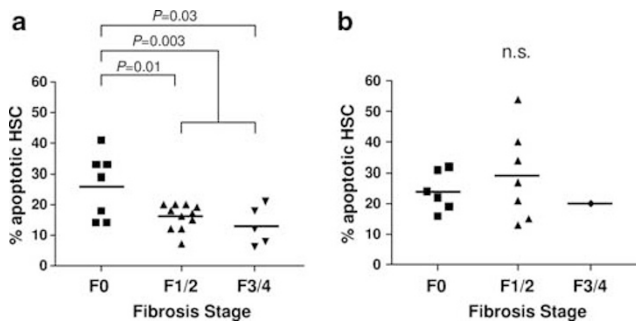 a
P=0.03
P=0.003
P=0.01
% apoptotic HSC
60
50
40
30
20
10
0
F0 F1/2 F3/4
Fibrosis Stage
b
n.s.
% apoptotic HSC
60
50
40
30
20
10
0
F0 F1/2 F3/4
Fibrosis Stage